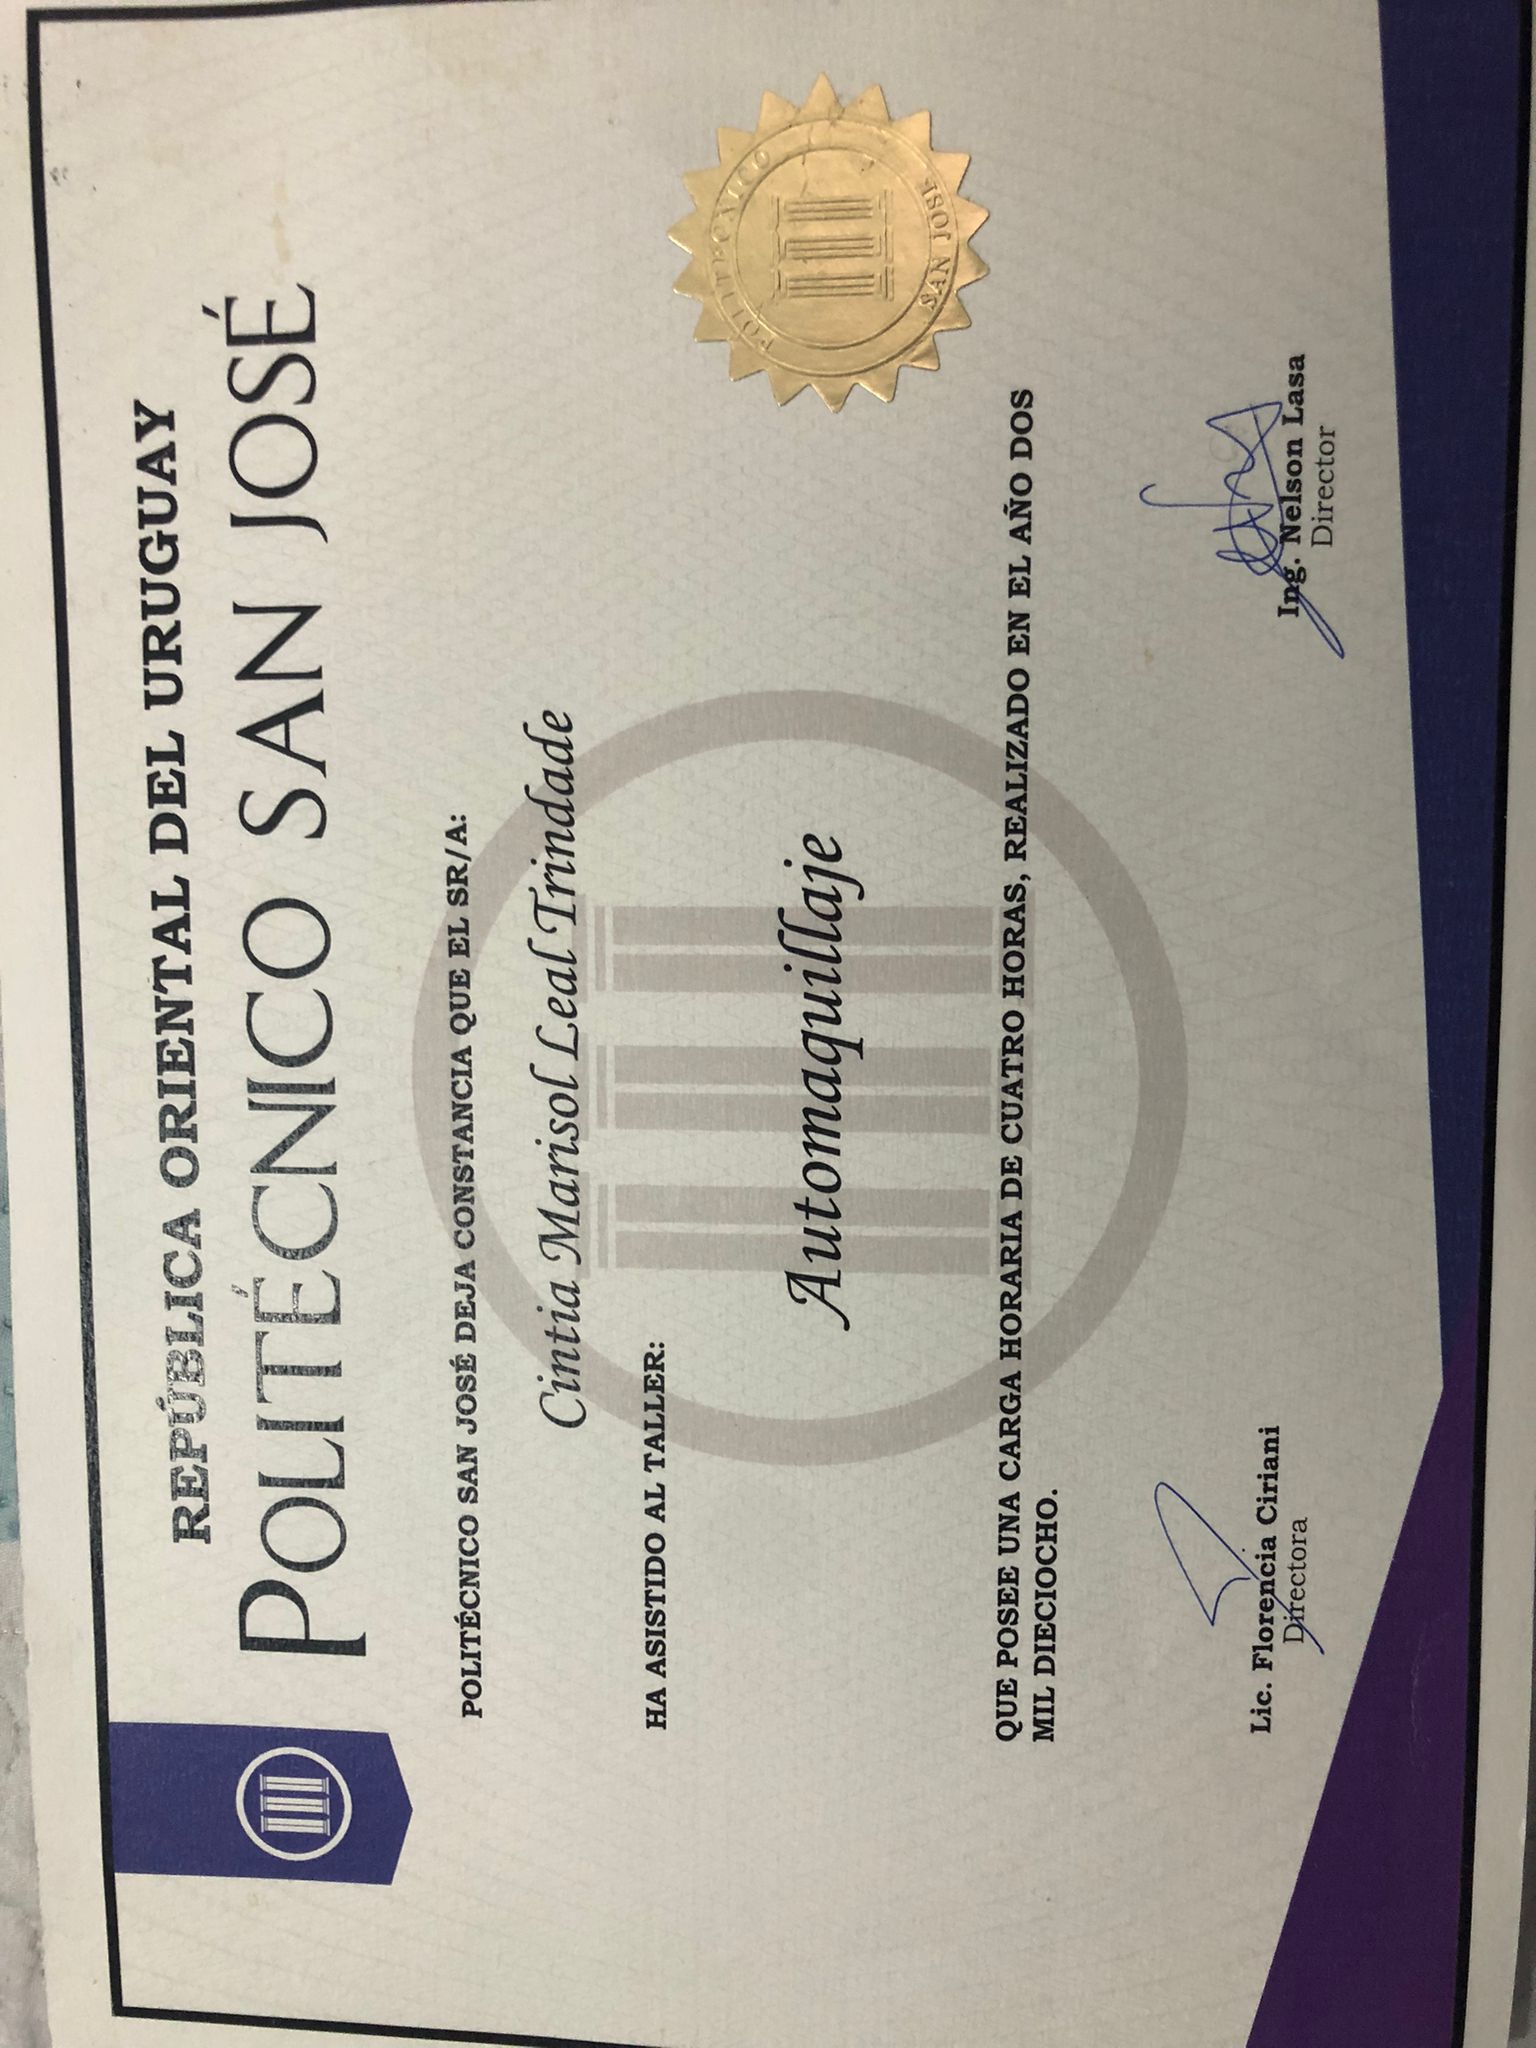 REPÚBLICA ORIENTAL DEL URUGUAY
POLITÉCNICO SAN JOSÉ
POLITÉCNICO SAN JOSÉ DEJA CONSTANCIA QUE EL SR/A:
Cintia Marisol Leal Trindade
HA ASISTIDO AL TALLER:
Automaquillaje
QUE POSEE UNA CARGA HORARIA DE CUATRO HORAS, REALIZADO EN EL AÑO DOS
MIL DIECIOCHO.
POLITÉCNICO
SAN JOSÉ
Lic. Florencia Ciriani
Directora
Ing. Nelson Lasa
Director